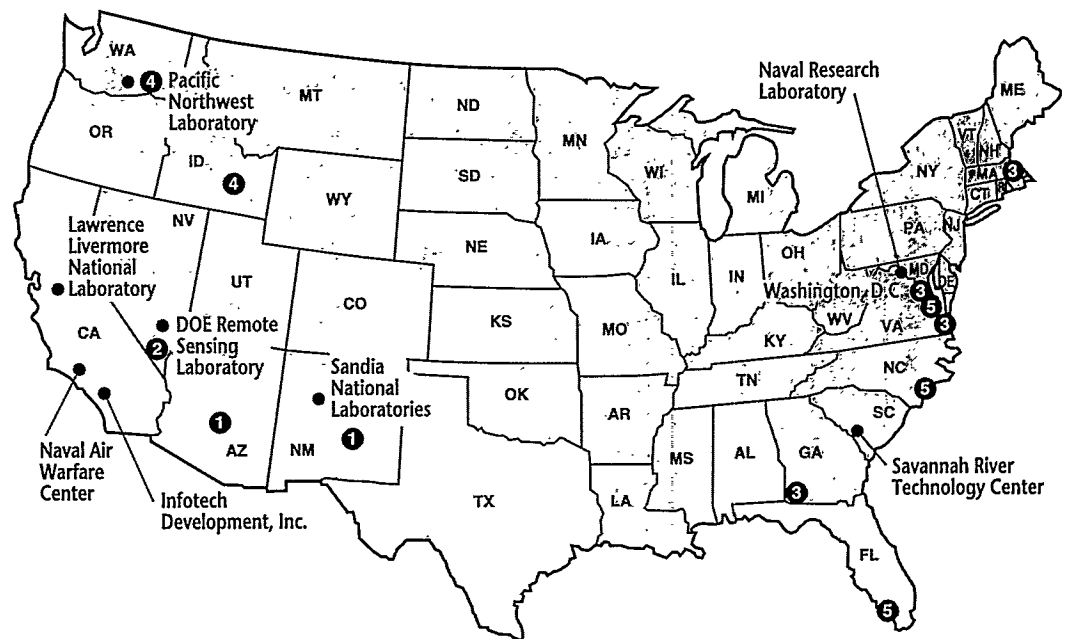 WA
4
Pacific
Northwest
Laboratory
OR
ID
4
MT
ND
SD
WY
MN
WI
MI
Naval Research
Laboratory
ME
VT
NH
NY
MA
3
CT
Lawrence
Livermore
National
Laboratory
NV
UT
CO
NE
KS
IA
MO
IL
IN
OH
PA
NJ
MD
DE
Washington, D.C.
3
5
3
WV
VA
KY
CA
DOE Remote
Sensing
Laboratory
2
Sandia
National
Laboratories
1
AZ
NM
1
OK
AR
TN
NC
5
SC
MS
AL
GA
3
Naval Air
Warfare
Center
Infotech
Development, Inc.
TX
LA
Savannah River
Technology Center
FL
5